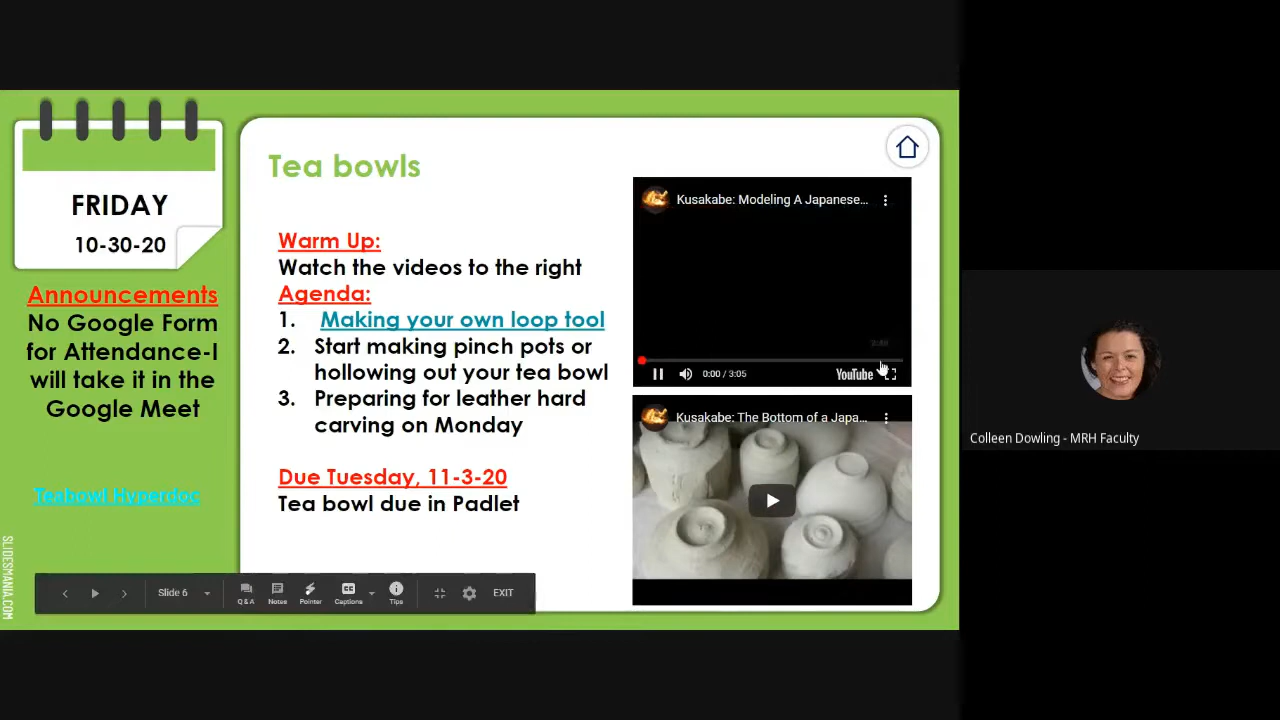 FRIDAY
10-30-20
Announcements
No Google Form
for Attendance-I
will take it in the
Google Meet
Teabowl Hyperdoc
SLIDESMANIA.COM
Tea bowls
Warm Up:
Watch the videos to the right
Agenda:
1. Making your own loop tool
2. Start making pinch pots or
hollowing out your tea bowl
3. Preparing for leather hard
carving on Monday
Due Tuesday, 11-3-20
Tea bowl due in Padlet
Kusakabe: Modeling A Japanese...
0:00 / 3:05
YouTube
Kusakabe: The Bottom of a Japa...
Slide 6
Q & A
Notes
Pointer
CC
Captions
Tips
EXIT
Colleen Dowling - MRH Faculty